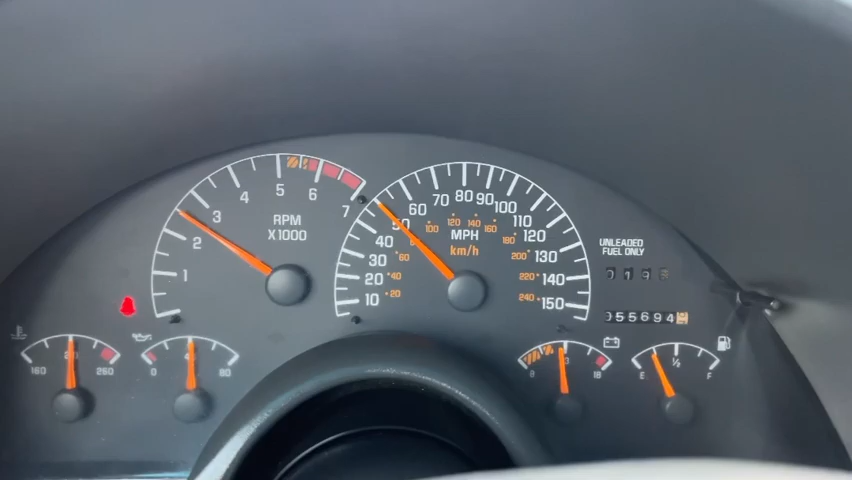 1 2 3 4 5 6 7
RPM
X1000
10 20 30 40 50 60 70 80 90 100 110 120 130 140 150
20 40 60 100 120 140 160 180 200 220 240
MPH
km/h
UNLEADED
FUEL ONLY
055694
160 260
0 80
8 18
E 1/2 F